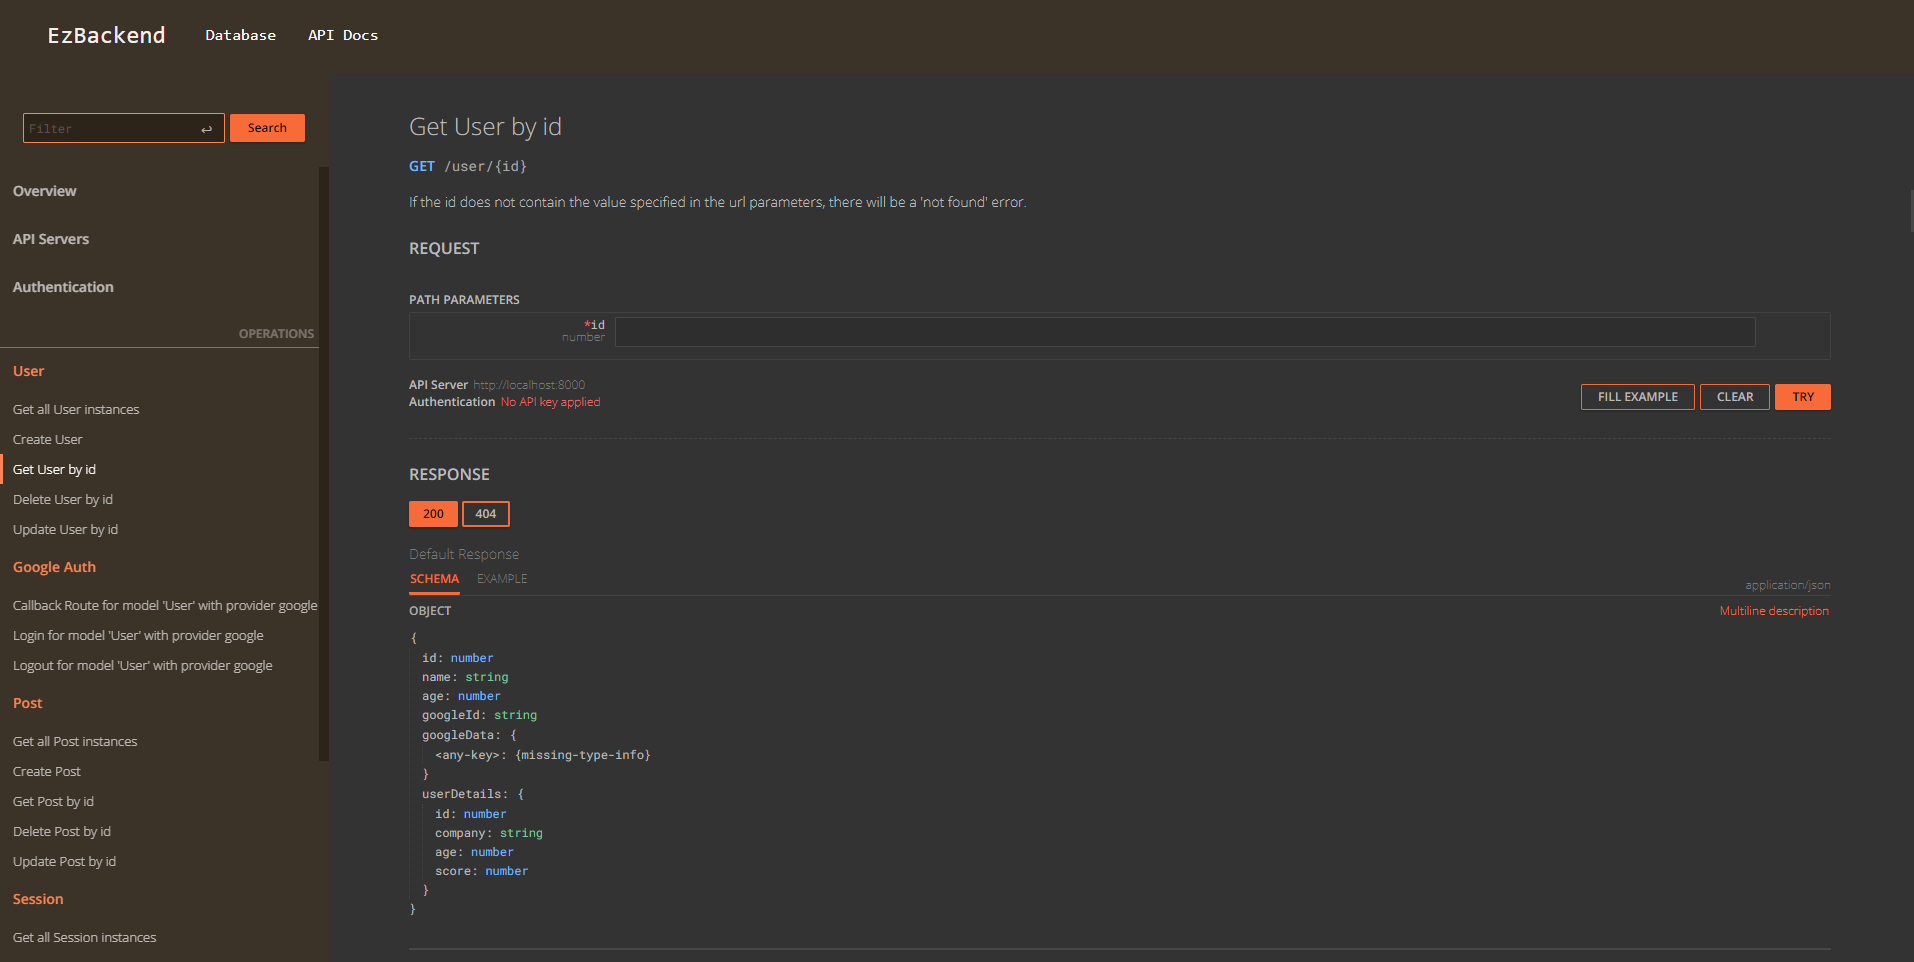 EzBackend Database API Docs
Filter Search
Overview
API Servers
Authentication
OPERATIONS
User
Get all User instances
Create User
Get User by id
Delete User by id
Update User by id
Google Auth
Callback Route for model 'User' with provider google
Login for model 'User' with provider google
Logout for model 'User' with provider google
Post
Get all Post instances
Create Post
Get Post by id
Delete Post by id
Update Post by id
Session
Get all Session instances
Get User by id
GET /user/{id}
If the id does not contain the value specified in the url parameters, there will be a 'not found' error.
REQUEST
PATH PARAMETERS
*id
number
API Server http://localhost:8000
Authentication No API key applied
FILL EXAMPLE CLEAR TRY
RESPONSE
200 404
Default Response
SCHEMA EXAMPLE
application/json
OBJECT
Multiline description
{
id: number
name: string
age: number
googleId: string
googleData: {
<any-key>: {missing-type-info}
}
userDetails: {
id: number
company: string
age: number
score: number
}
}